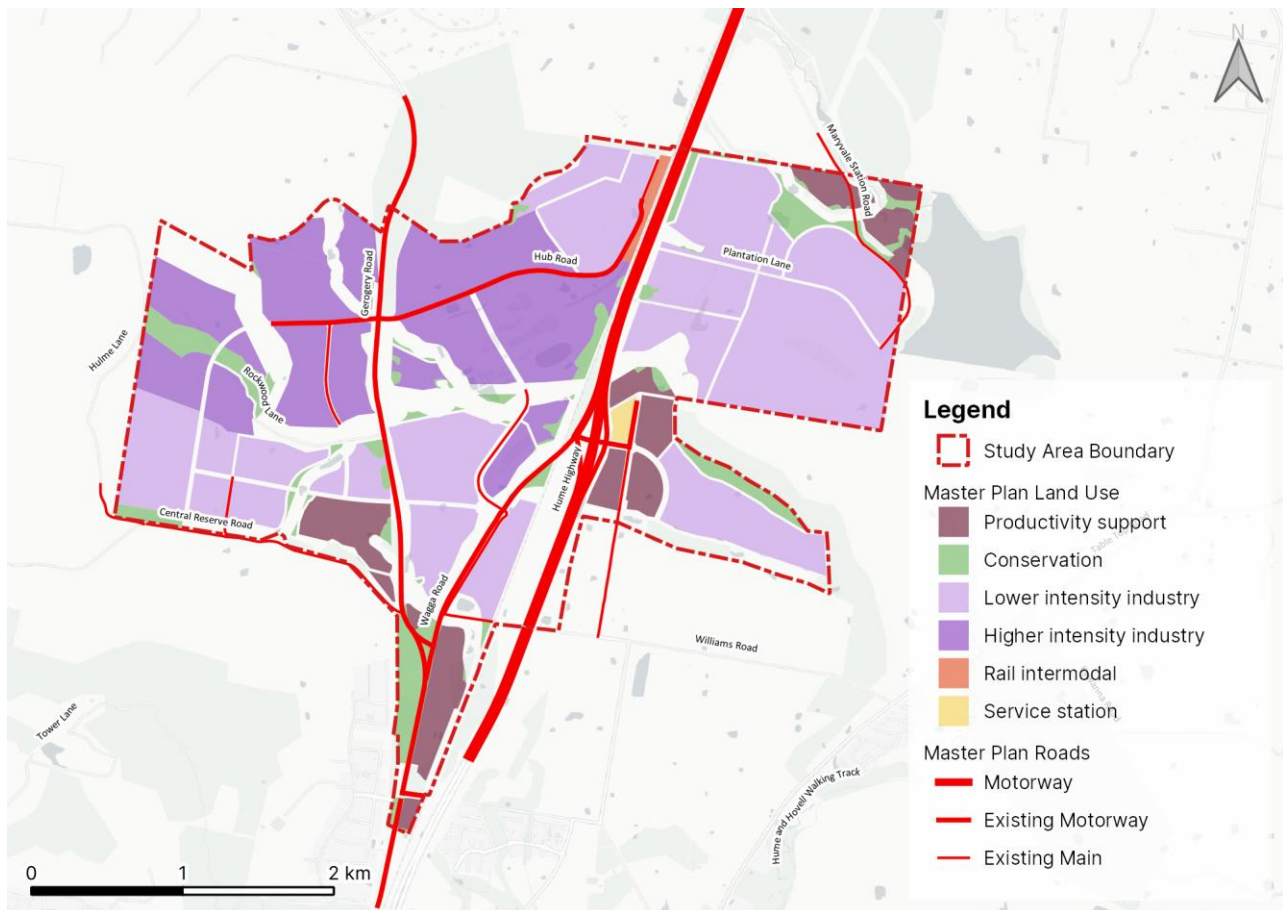 N
Maryvale Station Road
Gerogery Road
Hub Road
Plantation Lane
Hulme Lane
Rockwood Lane
Hume Highway
Central Reserve Road
Wagga Road
Williams Road
Tower Lane
Hume and Hovell Walking Track
Legend
Study Area Boundary
Master Plan Land Use
Productivity support
Conservation
Lower intensity industry
Higher intensity industry
Rail intermodal
Service station
Master Plan Roads
Motorway
Existing Motorway
Existing Main
0 1 2 km